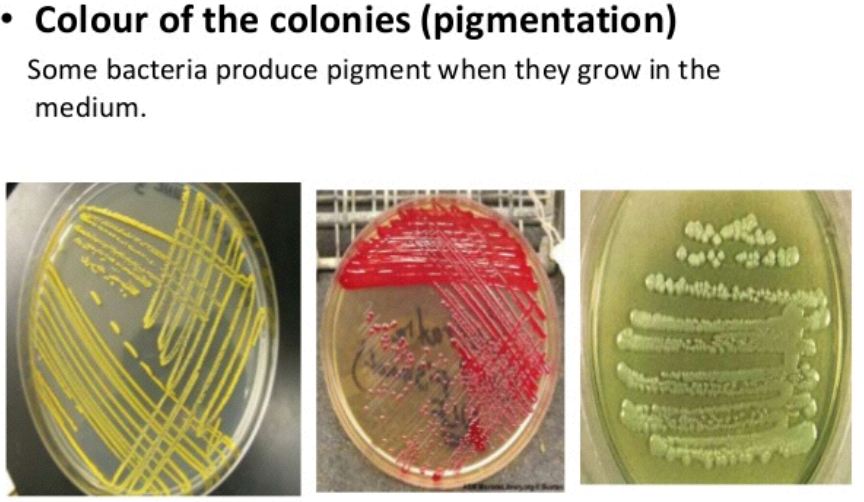 • Colour of the colonies (pigmentation)
Some bacteria produce pigment when they grow in the
medium.